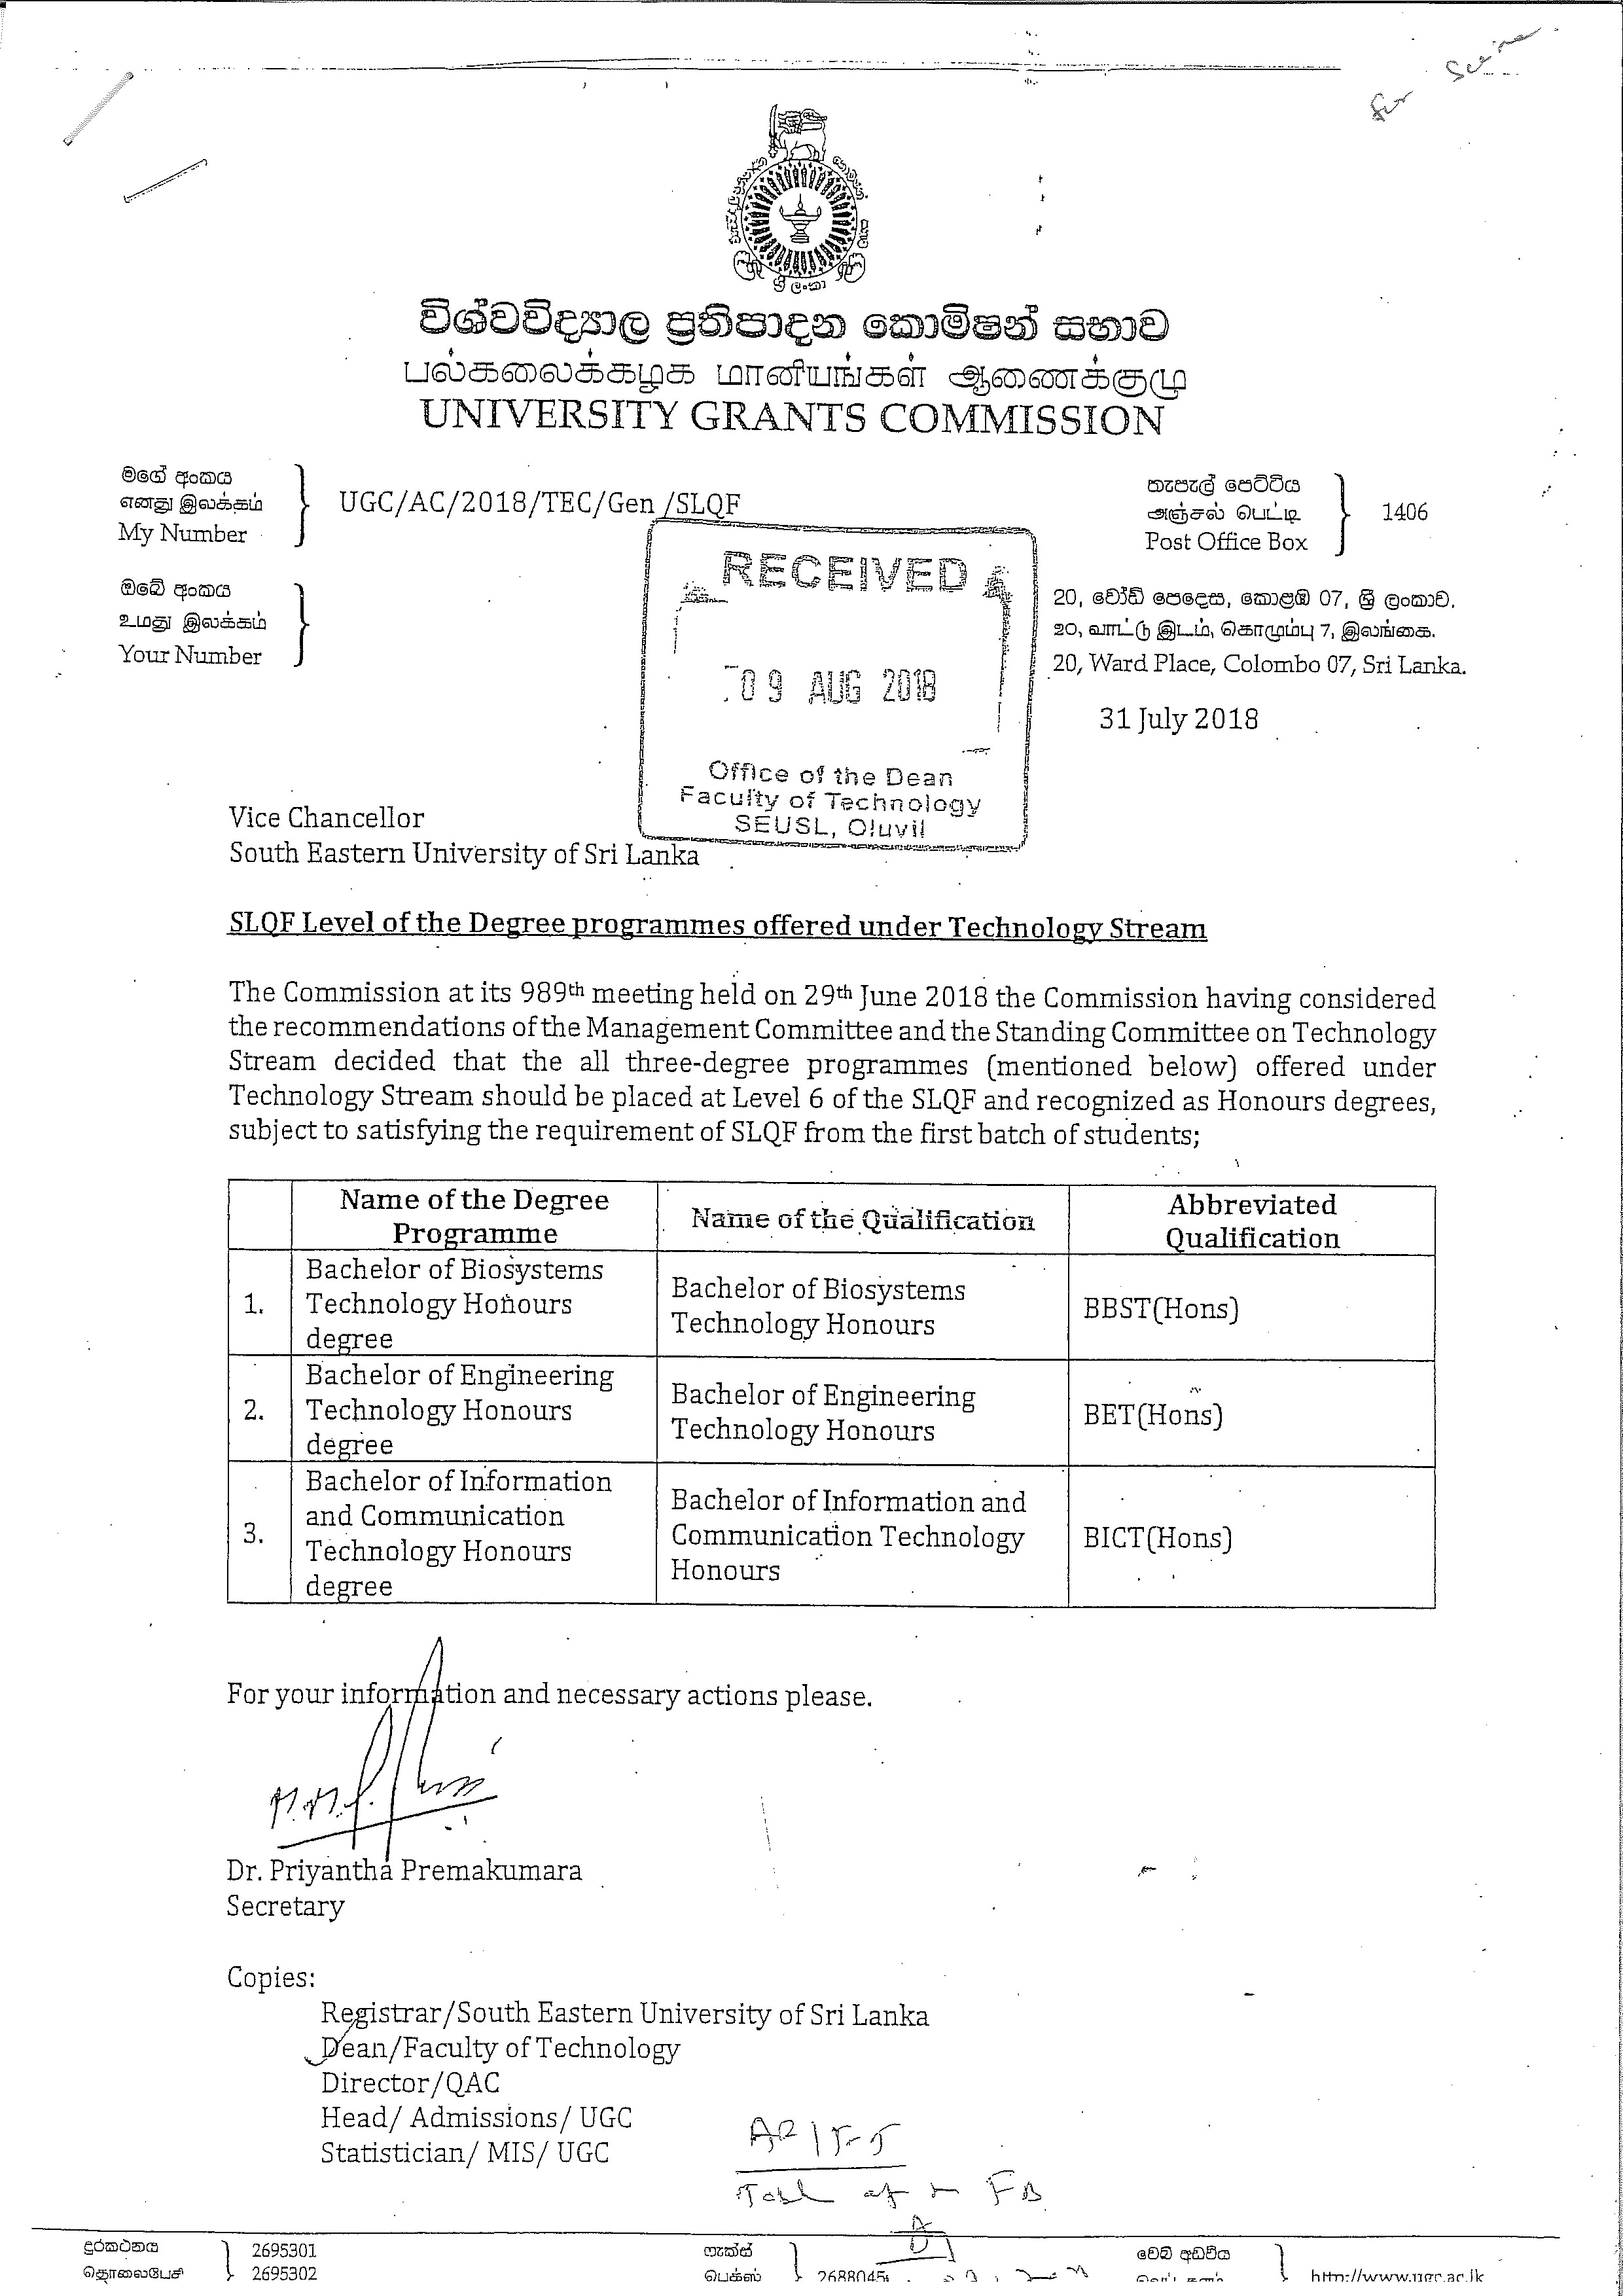 for
ශ්‍රී ලංකා
විශ්වවිද්‍යාල ප්‍රතිපාදන කොමිෂන් සභාව
பல்கலைக்கழக மானியங்கள் ஆணைக்குழு
UNIVERSITY GRANTS COMMISSION
මගේ අංකය
எனது இலக்கம்
My Number
UGC/AC/2018/TEC/Gen /SLQF
තැපැල් පෙට්ටිය
அஞ்சல் பெட்டி
Post Office Box
1406
ඔබේ අංකය
உமது இலக்கம்
Your Number
RECEIVED
09 AUG 2018
Office of the Dean
Faculty of Technology
SEUSL, Oluvil
20, වෝඩ් පෙදෙස, කොළඹ 07, ශ්‍රී ලංකාව.
20, வார்ட்டு இடம், கொழும்பு 7, இலங்கை.
20, Ward Place, Colombo 07, Sri Lanka.
31 July 2018
Vice Chancellor
South Eastern University of Sri Lanka
SLQF Level of the Degree programmes offered under Technology Stream
The Commission at its 989th meeting held on 29th June 2018 the Commission having considered
the recommendations of the Management Committee and the Standing Committee on Technology
Stream decided that the all three-degree programmes (mentioned below) offered under
Technology Stream should be placed at Level 6 of the SLQF and recognized as Honours degrees,
subject to satisfying the requirement of SLQF from the first batch of students;
Name of the Degree
Programme
Name of the Qualification
Abbreviated
Qualification
1.
Bachelor of Biosystems
Technology Honours
degree
Bachelor of Biosystems
Technology Honours
BBST(Hons)
2.
Bachelor of Engineering
Technology Honours
degree
Bachelor of Engineering
Technology Honours
BET(Hons)
3.
Bachelor of Information
and Communication
Technology Honours
degree
Bachelor of Information and
Communication Technology
Honours
BICT(Hons)
For your information and necessary actions please.
Dr. Priyantha Premakumara
Secretary
Copies:
Registrar/South Eastern University of Sri Lanka
Dean/Faculty of Technology
Director/QAC
Head/ Admissions/ UGC
Statistician/ MIS/ UGC
දුරකථනය
தொலைபேசி
2695301
2695302
ෆැක්ස්
பெக்ஸ்
2688045
වෙබ් අඩවිය
http://www.ugc.ac.lk